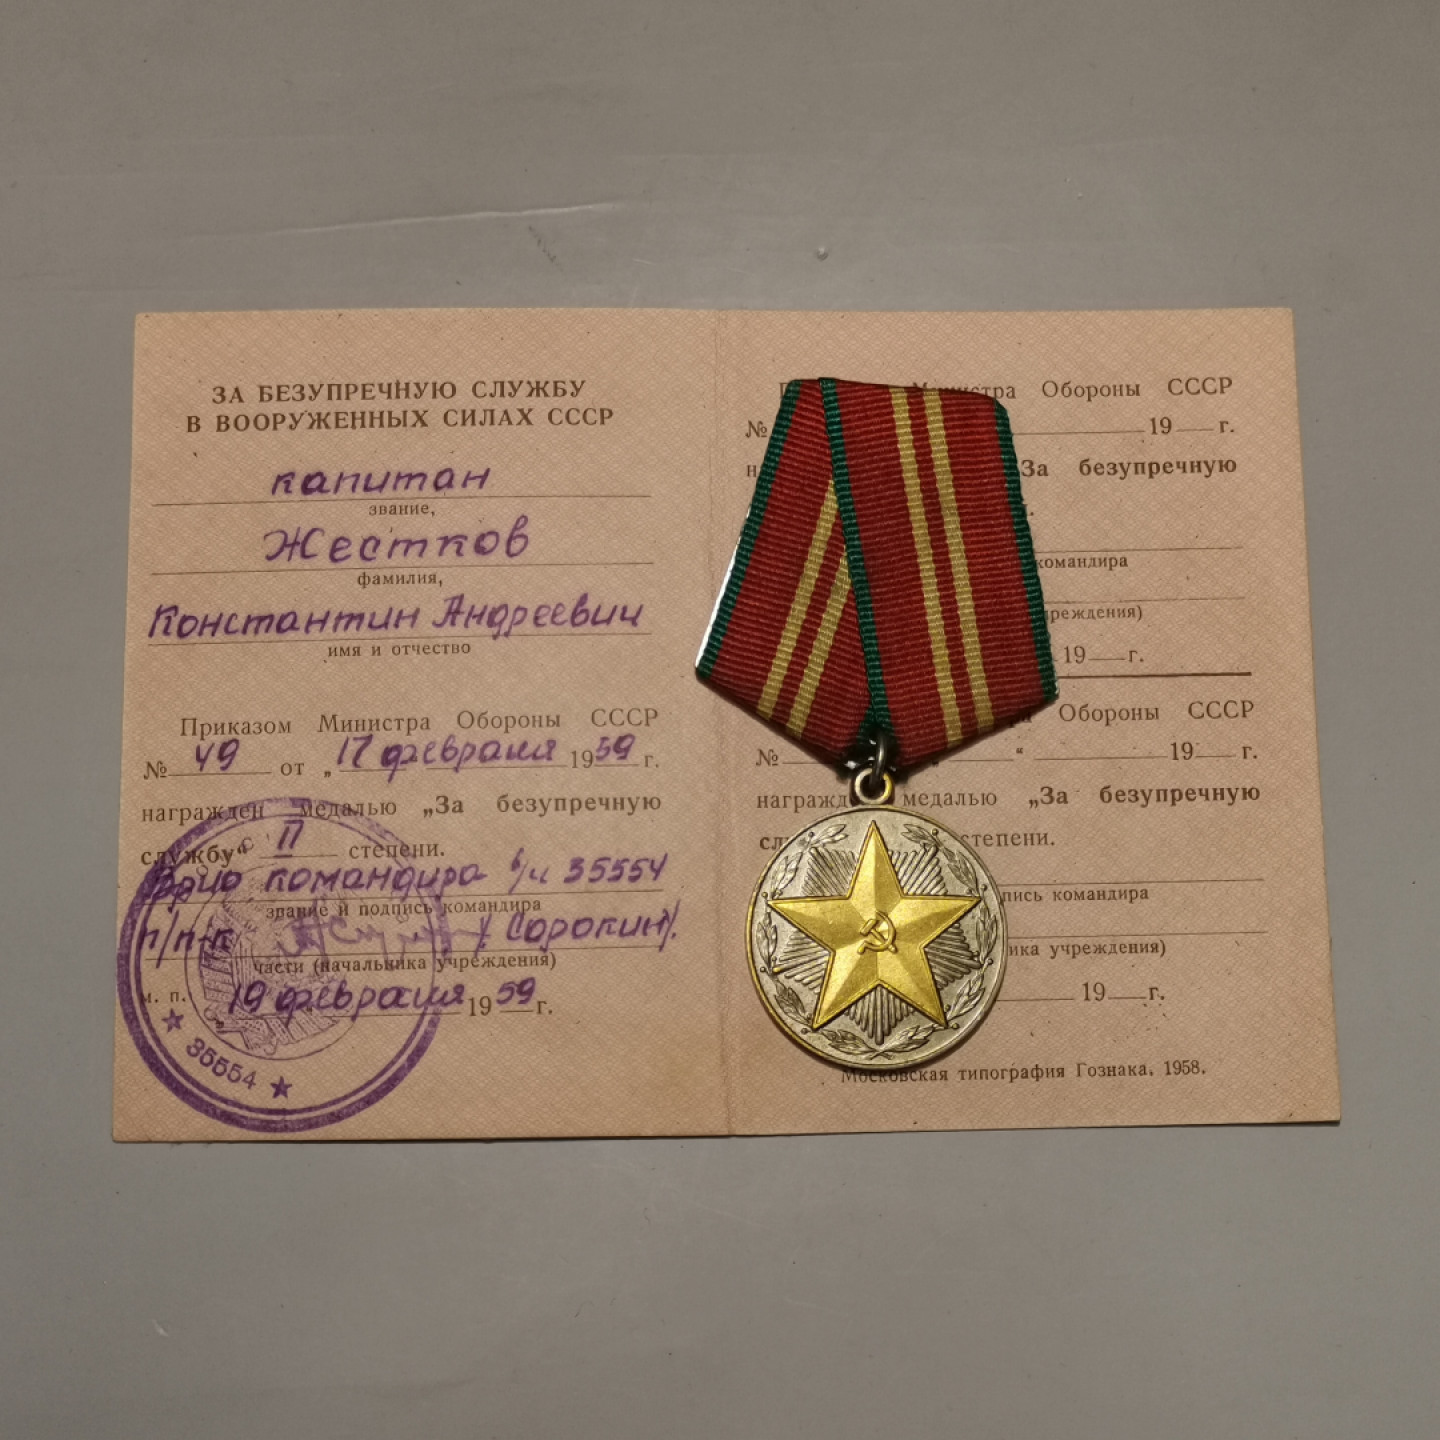 ЗА БЕЗУПРЕЧНУЮ СЛУЖБУ
В ВООРУЖЕННЫХ СИЛАХ СССР
капитан
звание,
Жестков
фамилия,
Константин Андреевич
имя и отчество
Приказом Министра Обороны СССР
№ 49 от „17 февраля 1959 г.
награжден медалью „За безупречную
службу“ II степени.
Врио командира в/ч 35554
звание и подпись командира
п/п-к /Сорокин/.
части (начальника учреждения)
м. п. 19 февраля 1959 г.
35554
Министра Обороны СССР
№ 19 г.
За безупречную
командира
учреждения)
19 г.
Обороны СССР
№ “ 19 г.
медалью „За безупречную
степени.
командира
учреждения)
19 г.
Московская типография Гознака. 1958.